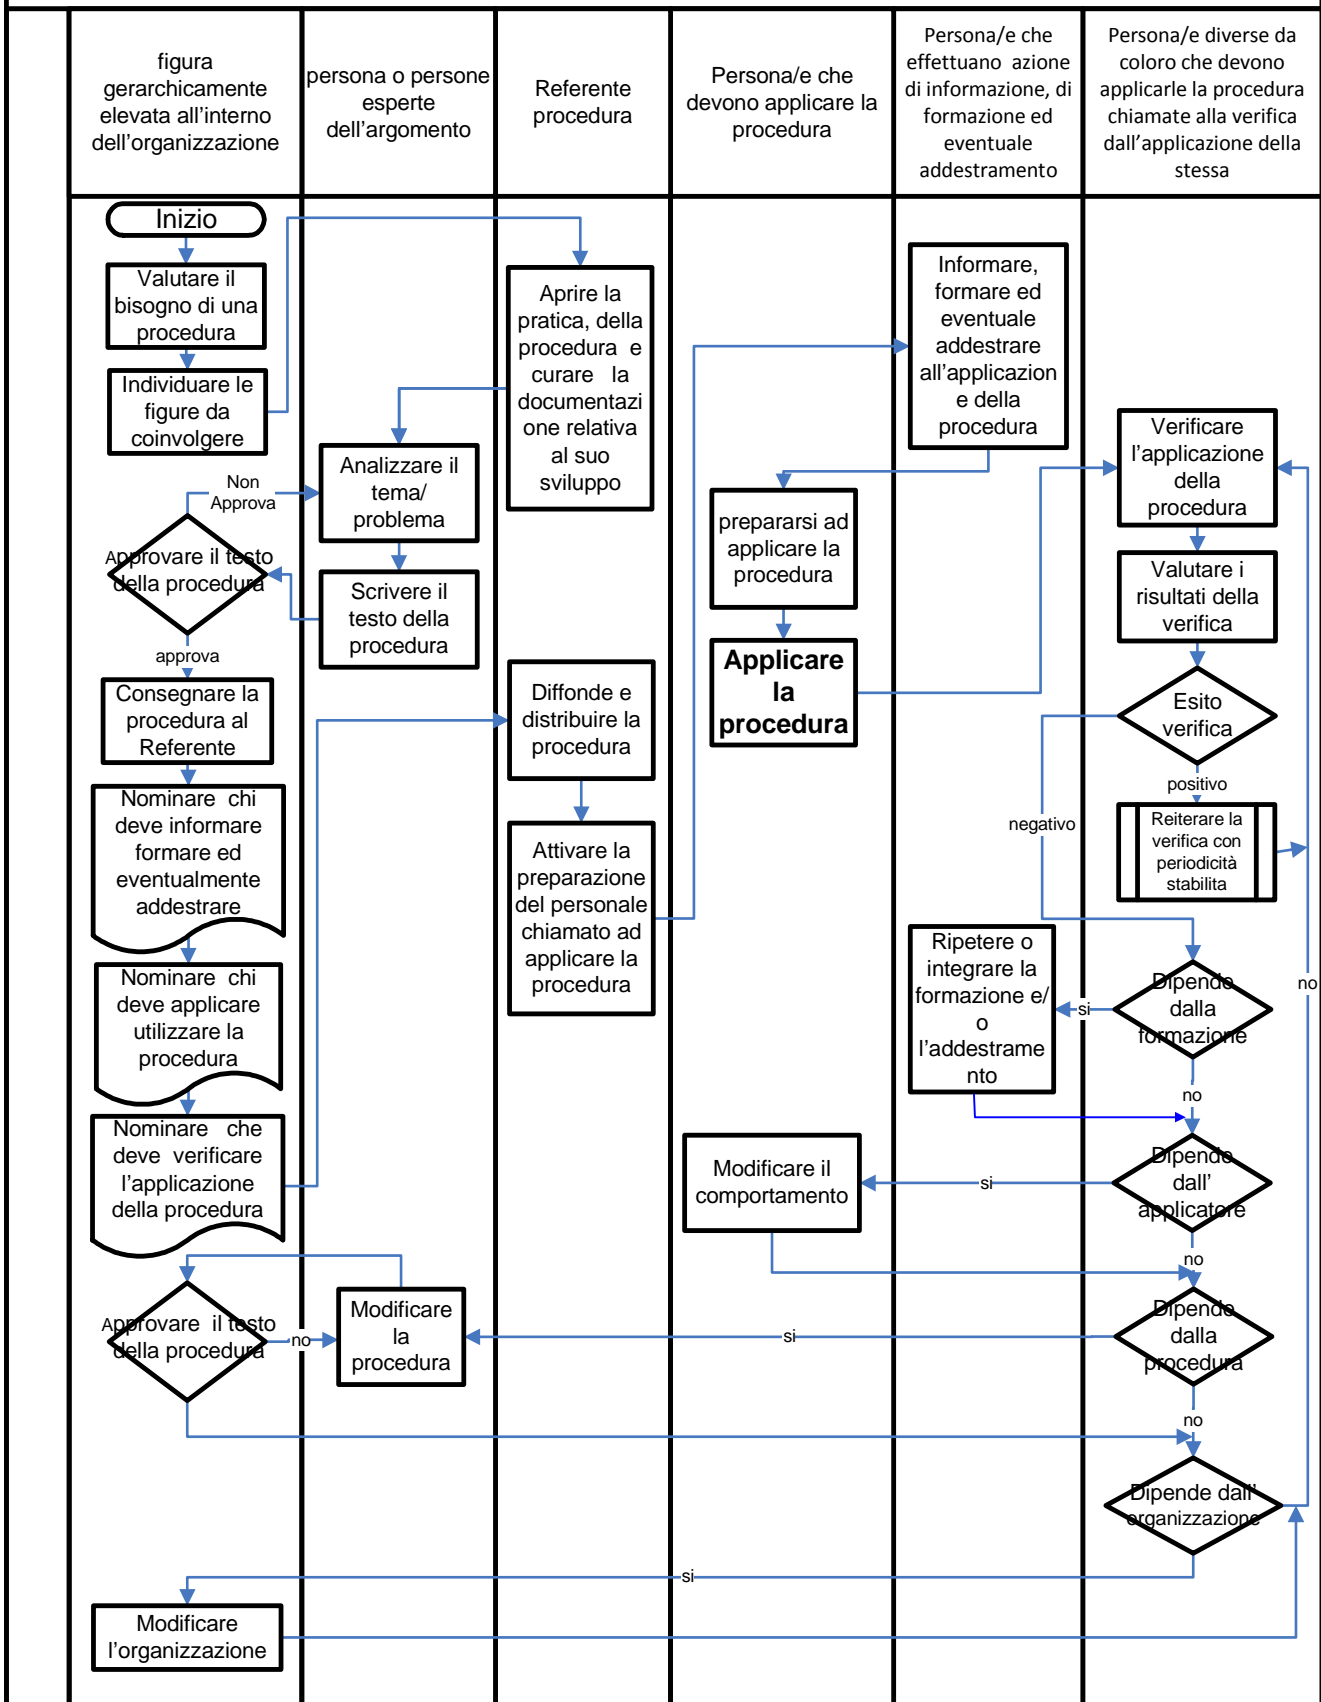 figura
gerarchicamente
elevata all’interno
dell’organizzazione
persona o persone
esperte
dell’argomento
Referente
procedura
Persona/e che
devono applicare la
procedura
Persona/e che
effettuano azione
di informazione, di
formazione ed
eventuale
addestramento
Persona/e diverse da
coloro che devono
applicarle la procedura
chiamate alla verifica
dall’applicazione della
stessa
Inizio
Valutare il
bisogno di una
procedura
Individuare le
figure da
coinvolgere
Non
Approva
Approvare il testo
della procedura
approva
Consegnare la
procedura al
Referente
Nominare chi
deve informare
formare ed
eventualmente
addestrare
Nominare chi
deve applicare
utilizzare la
procedura
Nominare che
deve verificare
l’applicazione
della procedura
Approvare il testo
della procedura
no
Modificare
l’organizzazione
Analizzare il
tema/
problema
Scrivere il
testo della
procedura
Modificare
la
procedura
Aprire la
pratica, della
procedura e
curare la
documentazi
one relativa
al suo
sviluppo
Diffonde e
distribuire la
procedura
Attivare la
preparazione
del personale
chiamato ad
applicare la
procedura
prepararsi ad
applicare la
procedura
Applicare
la
procedura
Modificare il
comportamento
Informare,
formare ed
eventuale
addestrare
all’applicazion
e della
procedura
Ripetere o
integrare la
formazione e/
o
l’addestrame
nto
Verificare
l’applicazione
della
procedura
Valutare i
risultati della
verifica
Esito
verifica
positivo
negativo
Reiterare la
verifica con
periodicità
stabilita
Dipende
dalla
formazione
si
no
no
Dipende
dall’
applicatore
si
no
Dipende
dalla
procedura
si
no
Dipende dall’
organizzazione
si